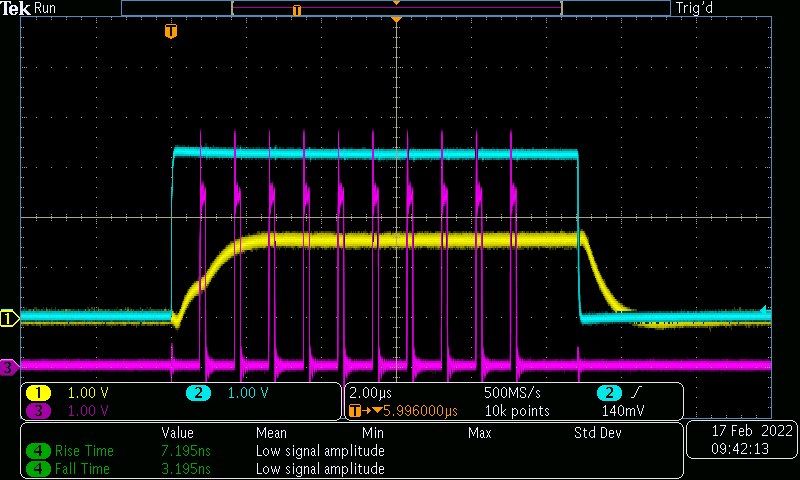 Tek Run Trig'd
T
T
1
3
1 1.00 V 2 1.00 V
3 1.00 V
2.00µs 500MS/s 2
T 5.996000µs 10k points 140mV
Value Mean Min Max Std Dev
4 Rise Time 7.195ns Low signal amplitude
4 Fall Time 3.195ns Low signal amplitude
17 Feb 2022
09:42:13